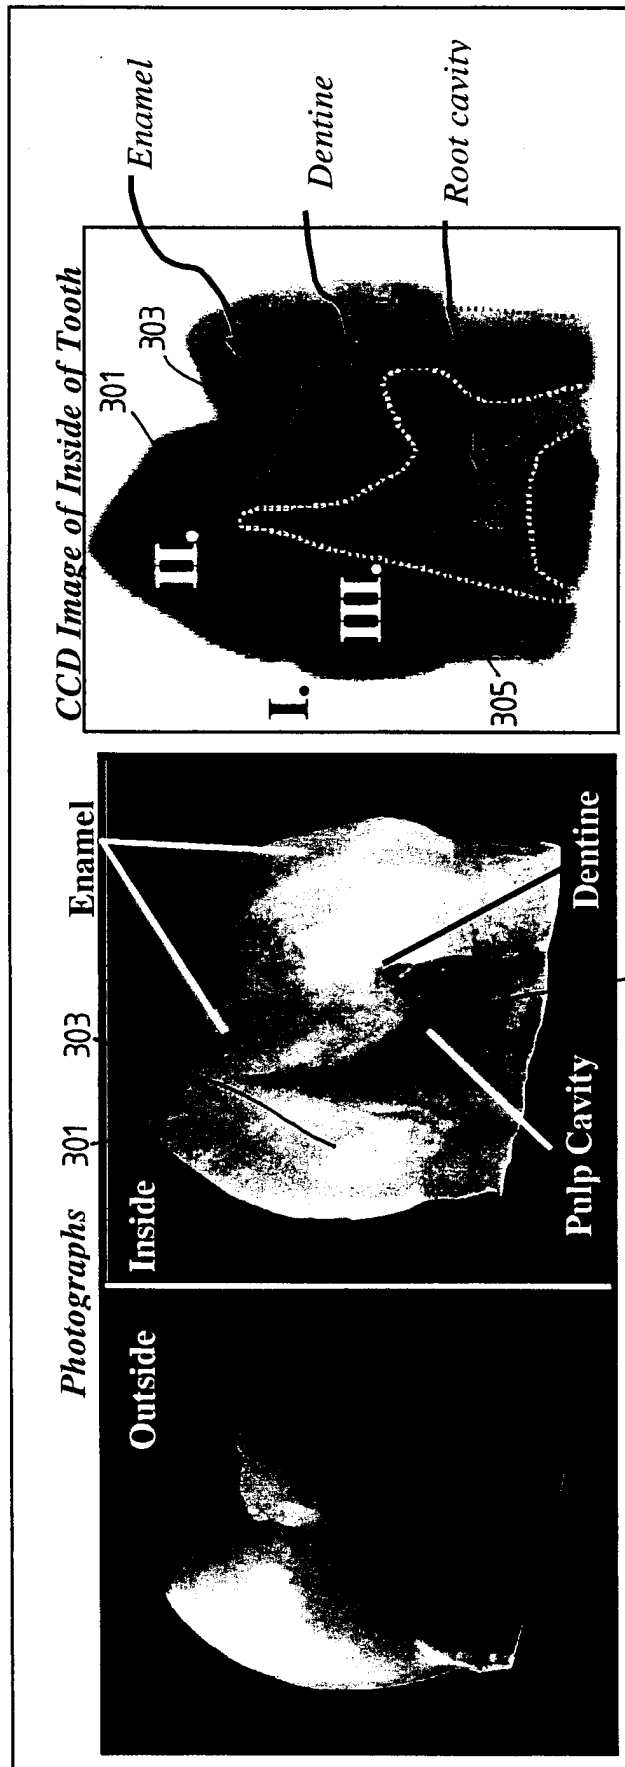 Photographs
Outside
Inside
301
303
Enamel
Pulp Cavity
Dentine
CCD Image of Inside of Tooth
301
303
I.
II.
III.
305
Enamel
Dentine
Root cavity